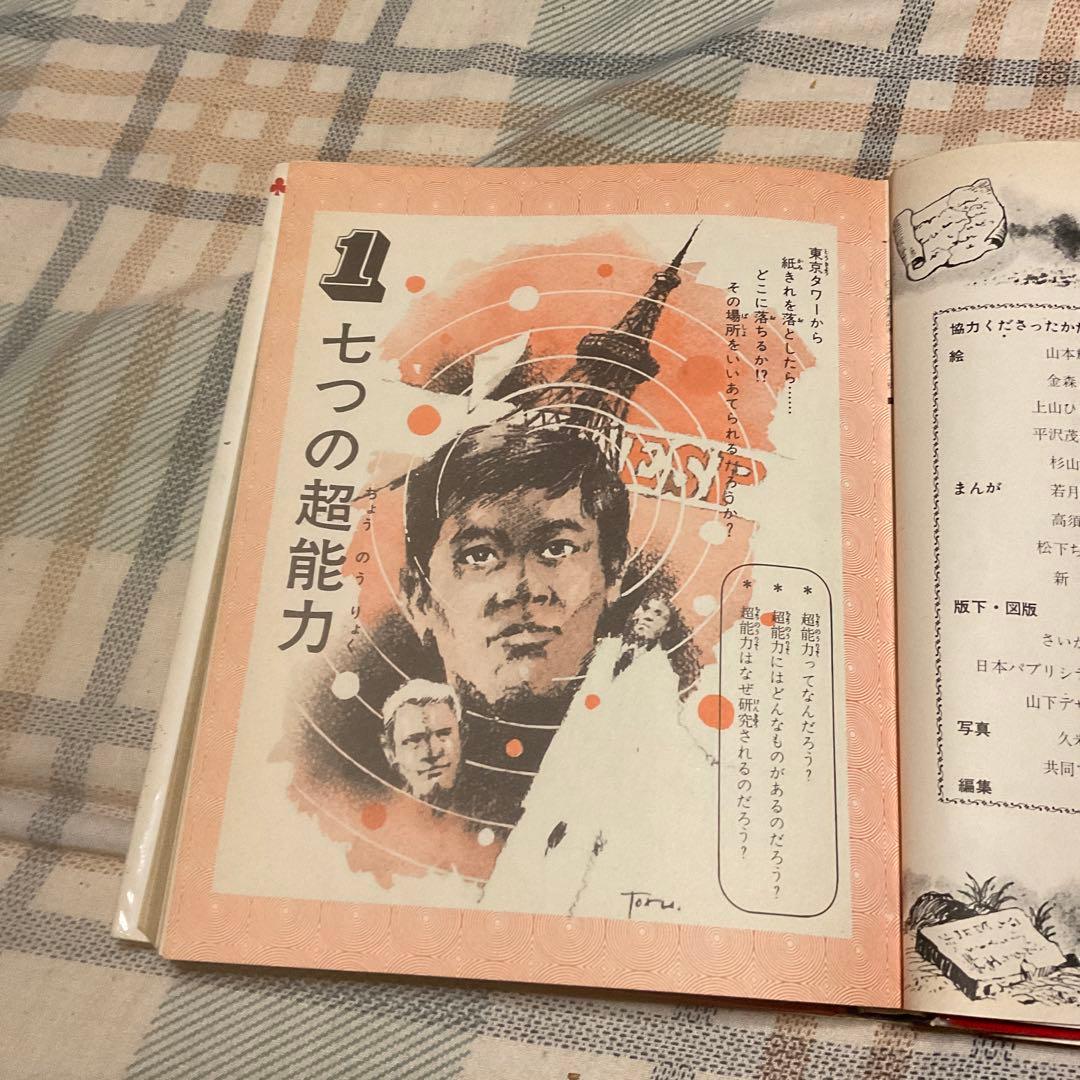 1
七つの超能力
ちょうのうりょ
東京タワーから
紙きれを落としたら……
どこに落ちるか!?
その場所をいいあてられるだろうか?
ESP
* 超能力ってなんだろう?
* 超能力にはどんなものがあるのだろう?
* 超能力はなぜ研究されるのだろう?
Toru.
協力くださったかた
絵
山本
金森
上山ひ
平沢茂
杉山
まんが
若月
高須
松下ち
新
版下・図版
さいか
日本パブリシ
山下デ
写真
久
共同
編集